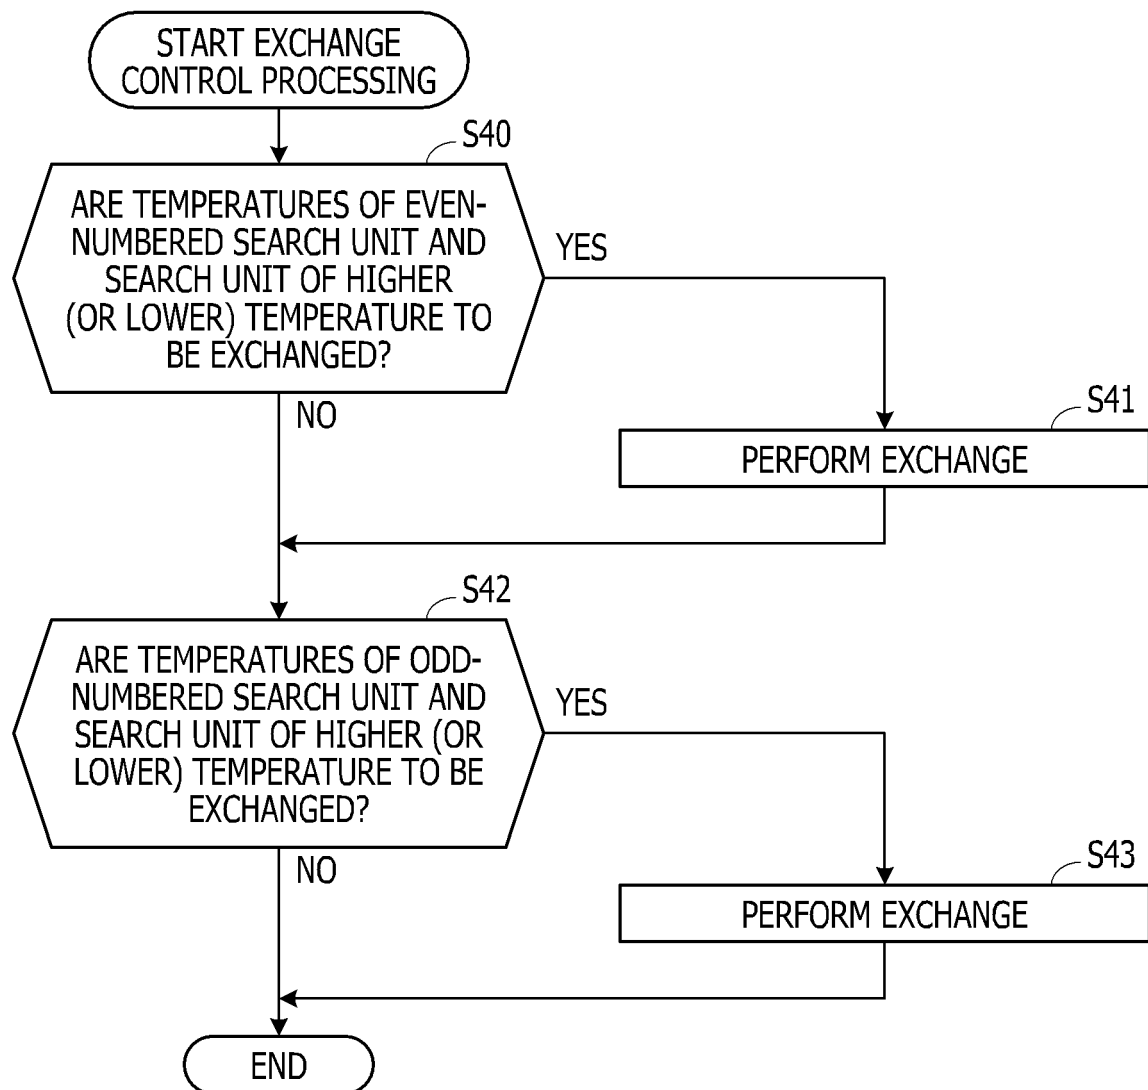 START EXCHANGE
CONTROL PROCESSING
S40
ARE TEMPERATURES OF EVEN-
NUMBERED SEARCH UNIT AND
SEARCH UNIT OF HIGHER
(OR LOWER) TEMPERATURE TO
BE EXCHANGED?
YES
NO
S41
PERFORM EXCHANGE
S42
ARE TEMPERATURES OF ODD-
NUMBERED SEARCH UNIT AND
SEARCH UNIT OF HIGHER (OR
LOWER) TEMPERATURE TO BE
EXCHANGED?
YES
NO
S43
PERFORM EXCHANGE
END